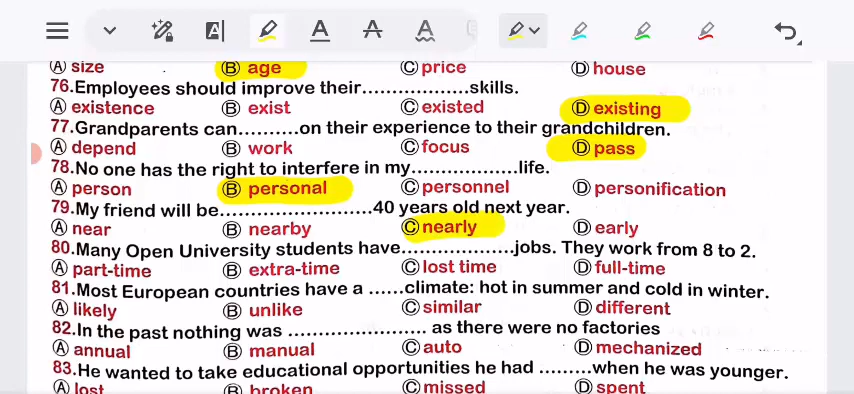 Ⓐ size Ⓑ age Ⓒ price Ⓓ house
76.Employees should improve their..................skills.
Ⓐ existence Ⓑ exist Ⓒ existed Ⓓ existing
77.Grandparents can..........on their experience to their grandchildren.
Ⓐ depend Ⓑ work Ⓒ focus Ⓓ pass
78.No one has the right to interfere in my..................life.
Ⓐ person Ⓑ personal Ⓒ personnel Ⓓ personification
79.My friend will be..........................40 years old next year.
Ⓐ near Ⓑ nearby Ⓒ nearly Ⓓ early
80.Many Open University students have...................jobs. They work from 8 to 2.
Ⓐ part-time Ⓑ extra-time Ⓒ lost time Ⓓ full-time
81.Most European countries have a ......climate: hot in summer and cold in winter.
Ⓐ likely Ⓑ unlike Ⓒ similar Ⓓ different
82.In the past nothing was ........................ as there were no factories
Ⓐ annual Ⓑ manual Ⓒ auto Ⓓ mechanized
83.He wanted to take educational opportunities he had .........when he was younger.
Ⓐ lost Ⓑ broken Ⓒ missed Ⓓ spent